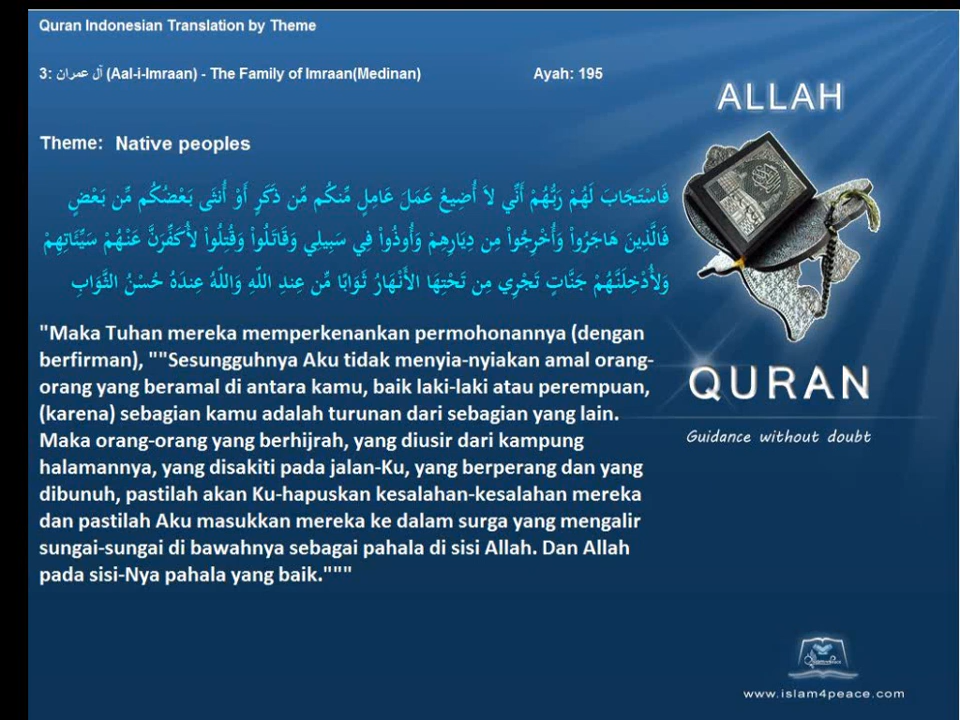 Quran Indonesian Translation by Theme
3: آل عمران (Aal-i-Imraan) - The Family of Imraan(Medinan) Ayah: 195
ALLAH
Theme: Native peoples
فَاسْتَجَابَ لَهُمْ رَبُّهُمْ أَنِّي لاَ أُضِيعُ عَمَلَ عَامِلٍ مِّنكُم مِّن ذَكَرٍ أَوْ أُنثَى بَعْضُكُم مِّن بَعْضٍ
فَالَّذِينَ هَاجَرُواْ وَأُخْرِجُواْ مِن دِيَارِهِمْ وَأُوذُواْ فِي سَبِيلِي وَقَاتَلُواْ وَقُتِلُواْ لأُكَفِّرَنَّ عَنْهُمْ سَيِّئَاتِهِمْ
وَلأُدْخِلَنَّهُمْ جَنَّاتٍ تَجْرِي مِن تَحْتِهَا الأَنْهَارُ ثَوَابًا مِّن عِندِ اللّهِ وَاللّهُ عِندَهُ حُسْنُ الثَّوَابِ
"Maka Tuhan mereka memperkenankan permohonannya (dengan
berfirman), ""Sesungguhnya Aku tidak menyia-nyiakan amal orang-
orang yang beramal di antara kamu, baik laki-laki atau perempuan,
(karena) sebagian kamu adalah turunan dari sebagian yang lain.
Maka orang-orang yang berhijrah, yang diusir dari kampung
halamannya, yang disakiti pada jalan-Ku, yang berperang dan yang
dibunuh, pastilah akan Ku-hapuskan kesalahan-kesalahan mereka
dan pastilah Aku masukkan mereka ke dalam surga yang mengalir
sungai-sungai di bawahnya sebagai pahala di sisi Allah. Dan Allah
pada sisi-Nya pahala yang baik."""
QURAN
Guidance without doubt
www.islam4peace.com